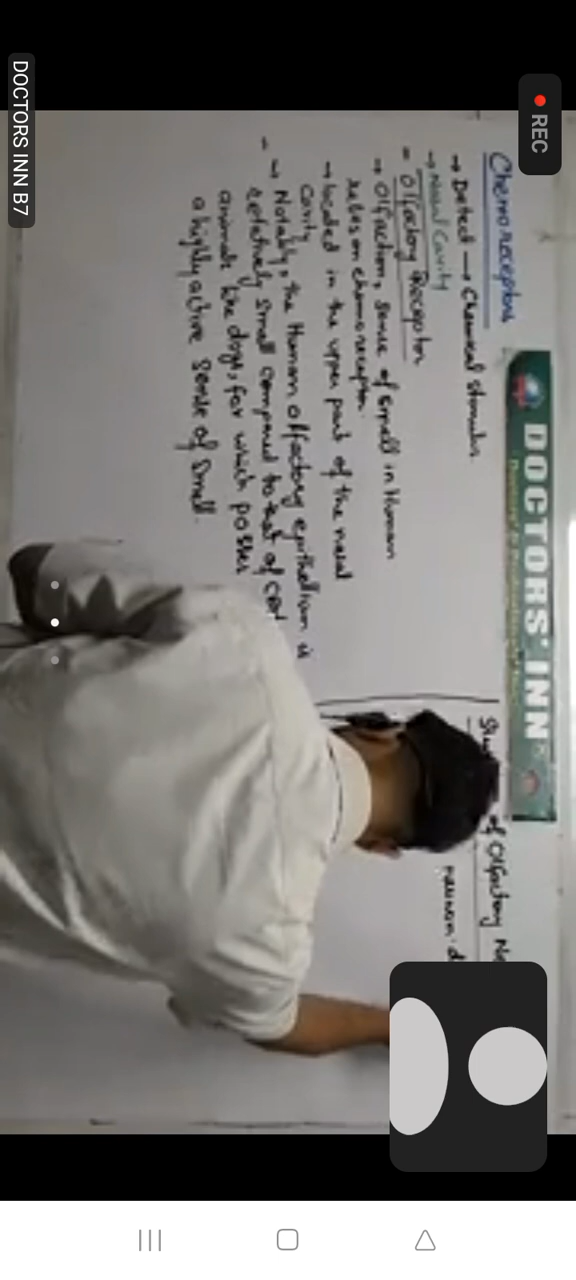 DOCTORS INN B7
REC
DOCTORS' INN
Chemoreceptors
→ Detect → Chemical stimulus.
→ Nasal Cavity
- Olfactory Receptor
→ Olfaction, sense of smell in Human
relies on chemoreceptor.
→ located in the upper part of the nasal
cavity
→ Notably, the Human olfactory epithelium is
relatively small compared to that of
animals like dogs, for which posses
a highly active sense of smell.
of Olfactory
neuron